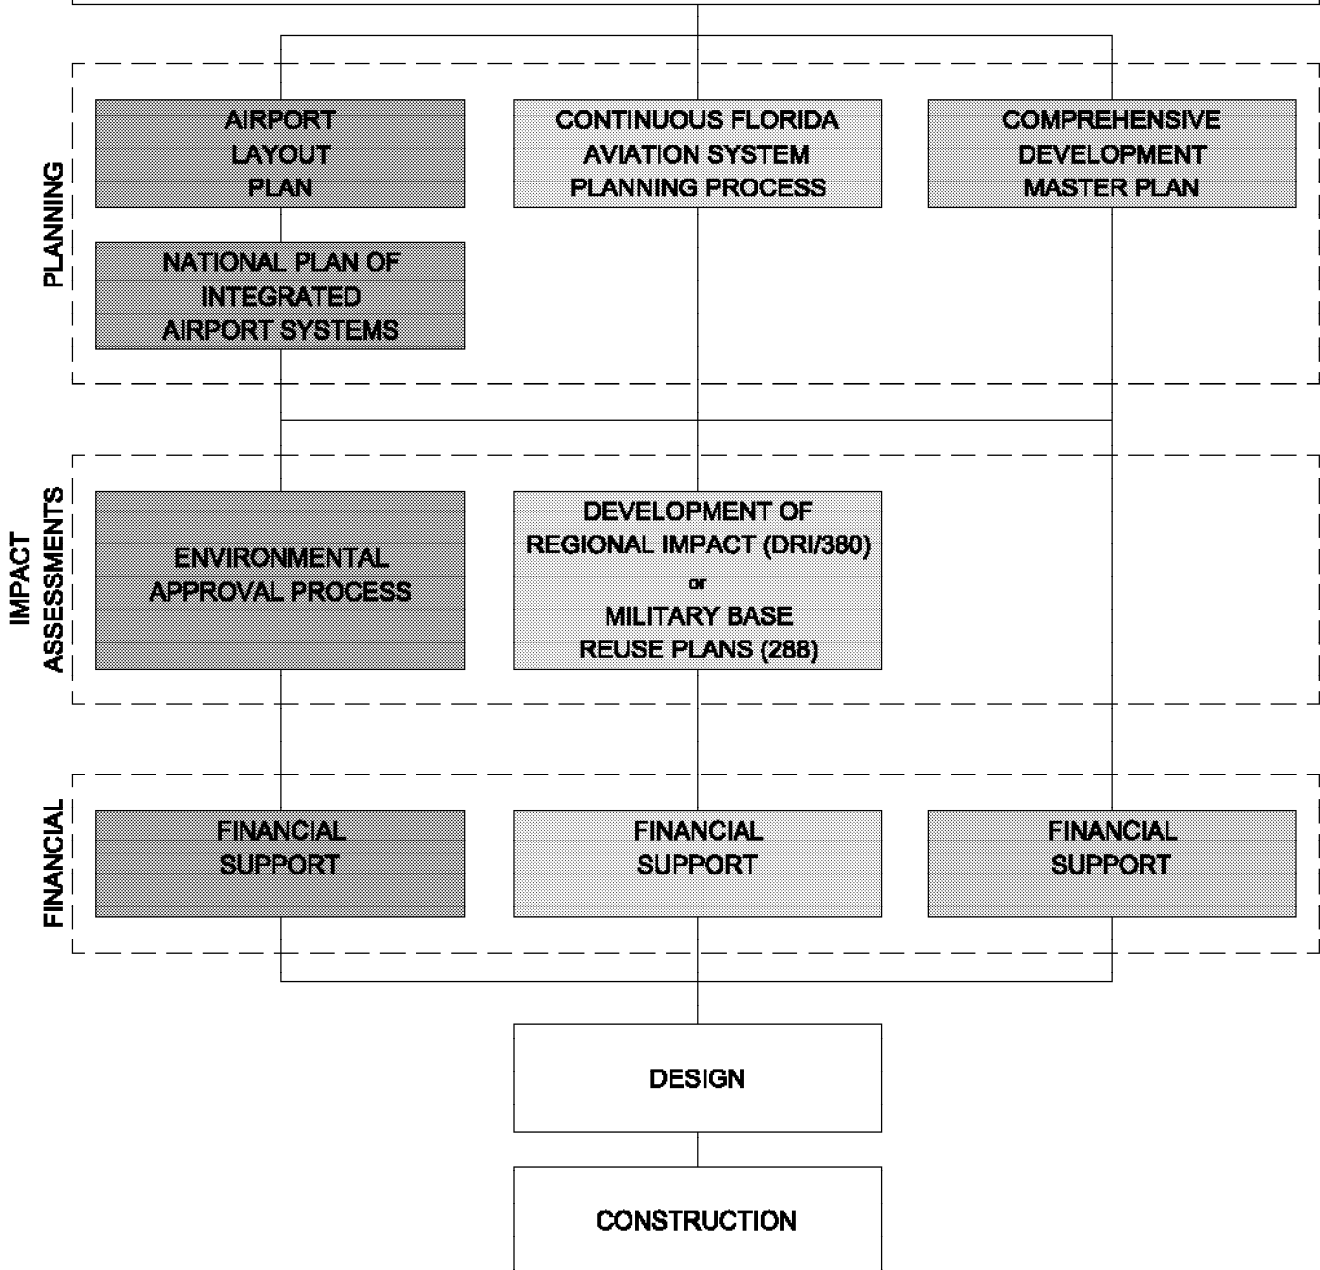 PLANNING
AIRPORT
LAYOUT
PLAN
CONTINUOUS FLORIDA
AVIATION SYSTEM
PLANNING PROCESS
COMPREHENSIVE
DEVELOPMENT
MASTER PLAN
NATIONAL PLAN OF
INTEGRATED
AIRPORT SYSTEMS
IMPACT
ASSESSMENTS
ENVIRONMENTAL
APPROVAL PROCESS
DEVELOPMENT OF
REGIONAL IMPACT (DRI/380)
or
MILITARY BASE
REUSE PLANS (288)
FINANCIAL
FINANCIAL
SUPPORT
FINANCIAL
SUPPORT
FINANCIAL
SUPPORT
DESIGN
CONSTRUCTION